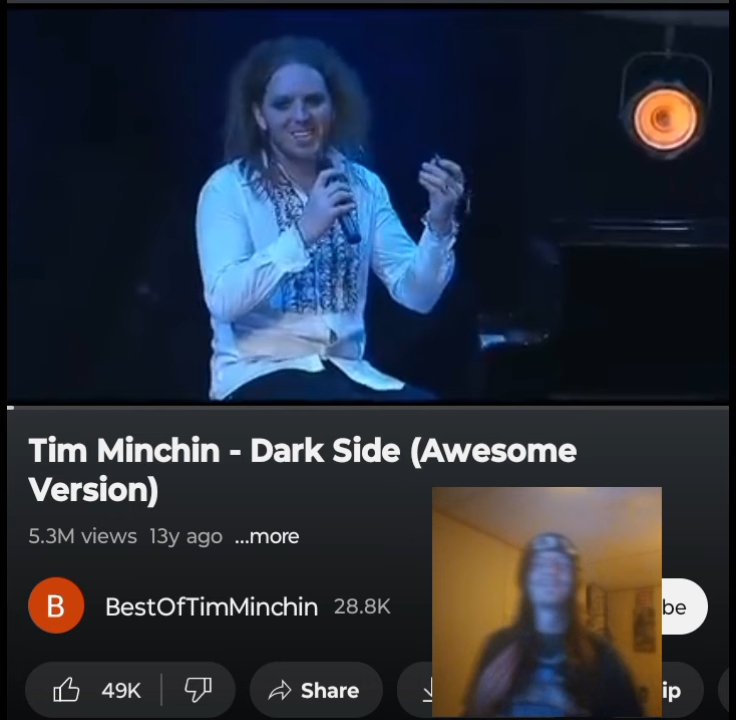 Tim Minchin - Dark Side (Awesome
Version)
5.3M views 13y ago ...more
B BestOfTimMinchin 28.8K be
49K Share ip